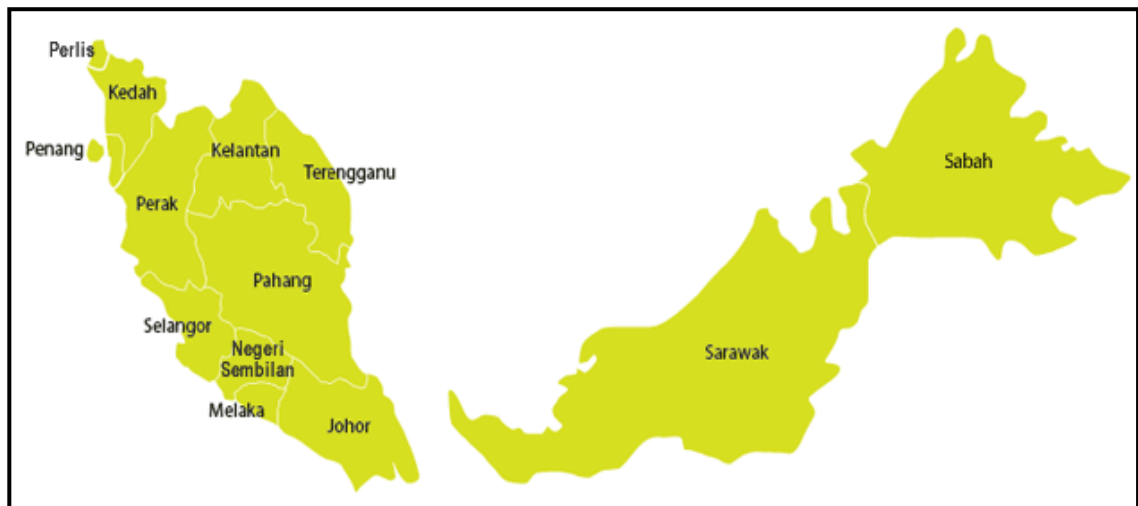 Perlis
Kedah
Penang
Kelantan
Terengganu
Perak
Pahang
Selangor
Negeri
Sembilan
Melaka
Johor
Sabah
Sarawak